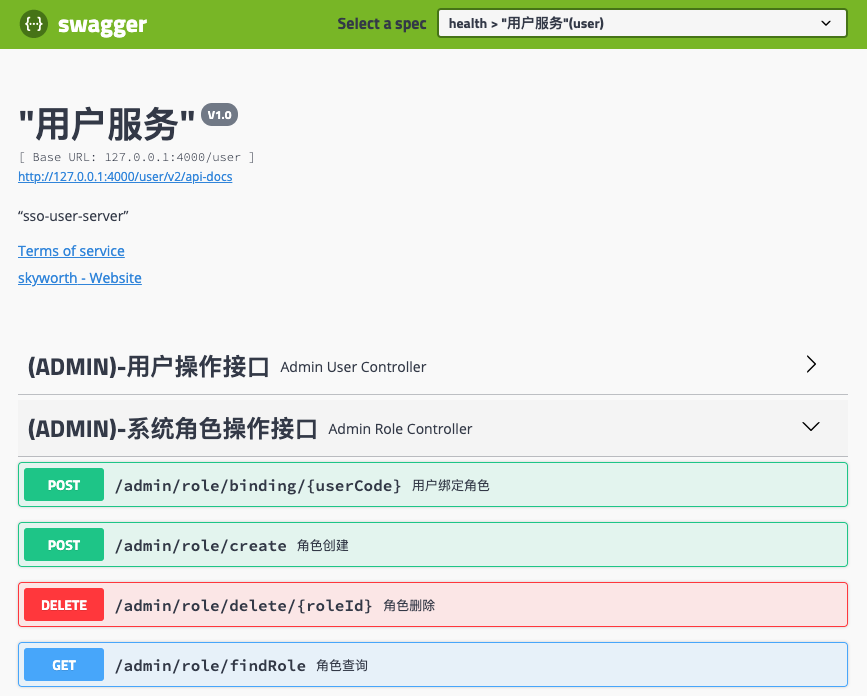 {···} swagger
Select a spec health > "用户服务"(user)
"用户服务" V1.0
[ Base URL: 127.0.0.1:4000/user ]
http://127.0.0.1:4000/user/v2/api-docs
“sso-user-server”
Terms of service
skyworth - Website
(ADMIN)-用户操作接口 Admin User Controller
(ADMIN)-系统角色操作接口 Admin Role Controller
POST /admin/role/binding/{userCode} 用户绑定角色
POST /admin/role/create 角色创建
DELETE /admin/role/delete/{roleId} 角色删除
GET /admin/role/findRole 角色查询